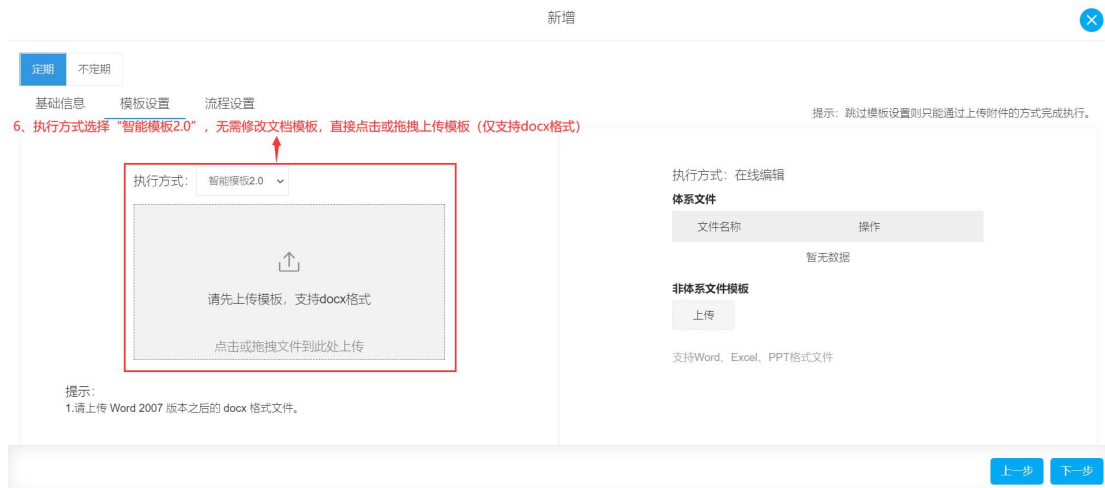 新增
定期 不定期
基础信息 模板设置 流程设置
提示：跳过模板设置则只能通过上传附件的方式完成执行。
6、执行方式选择“智能模板2.0”，无需修改文档模板，直接点击或拖拽上传模板（仅支持docx格式）
执行方式： 智能模板2.0
请先上传模板，支持docx格式
点击或拖拽文件到此处上传
提示：
1.请上传 Word 2007 版本之后的 docx 格式文件。
执行方式：在线编辑
体系文件
文件名称 操作
暂无数据
非体系文件模板
上传
支持Word、Excel、PPT格式文件
上一步 下一步